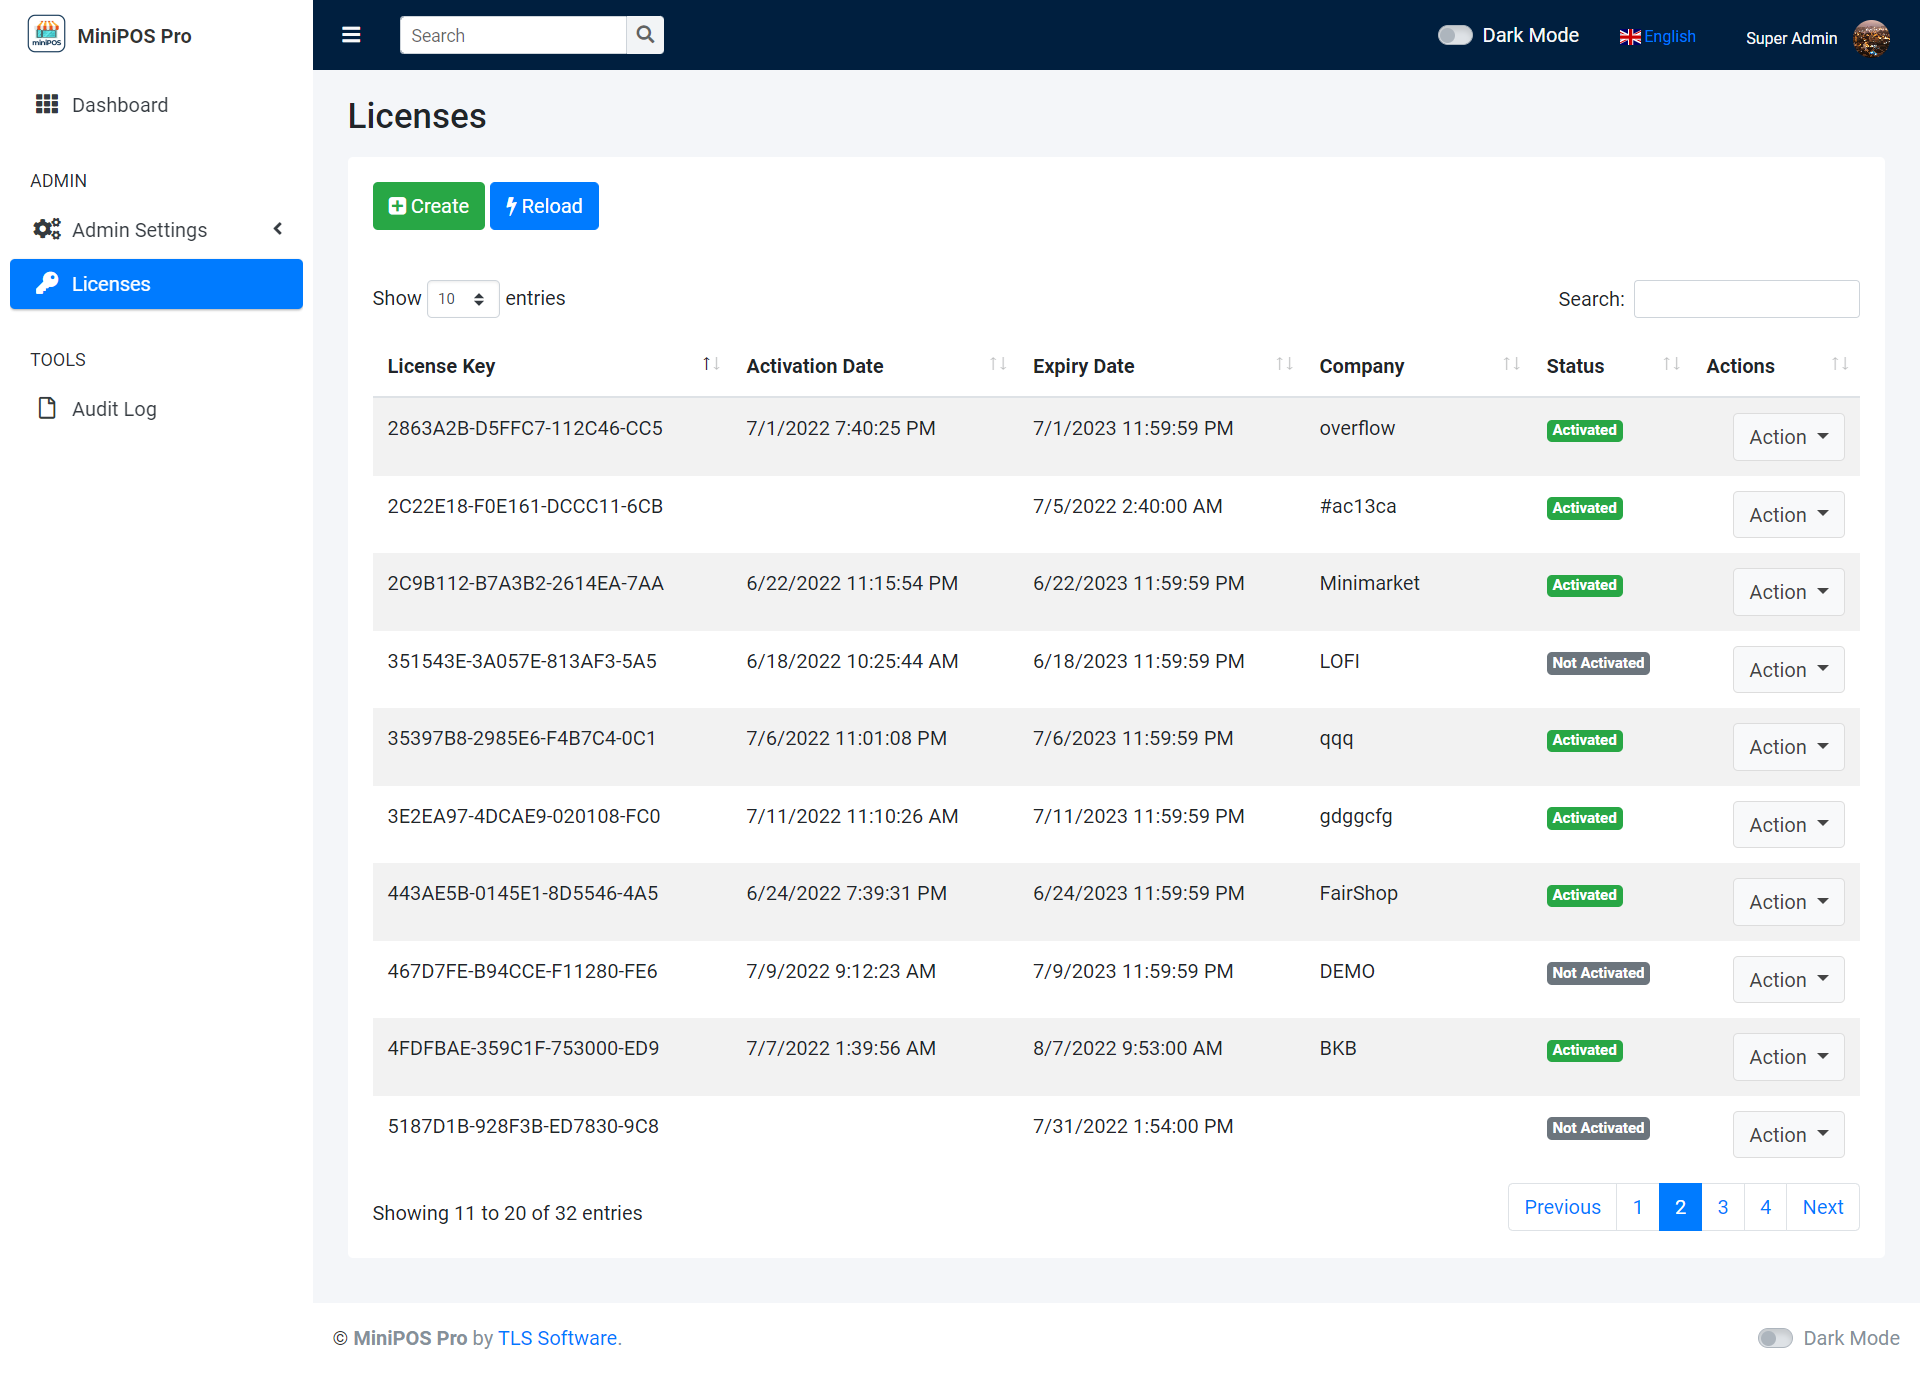 miniPOS
MiniPOS Pro
Search
Dark Mode
English
Super Admin
Dashboard
ADMIN
Admin Settings
Licenses
TOOLS
Audit Log
Licenses
Create Reload
Show 10 entries
Search:
License Key Activation Date Expiry Date Company Status Actions
2863A2B-D5FFC7-112C46-CC5 7/1/2022 7:40:25 PM 7/1/2023 11:59:59 PM overflow Activated Action
2C22E18-F0E161-DCCC11-6CB 7/5/2022 2:40:00 AM #ac13ca Activated Action
2C9B112-B7A3B2-2614EA-7AA 6/22/2022 11:15:54 PM 6/22/2023 11:59:59 PM Minimarket Activated Action
351543E-3A057E-813AF3-5A5 6/18/2022 10:25:44 AM 6/18/2023 11:59:59 PM LOFI Not Activated Action
35397B8-2985E6-F4B7C4-0C1 7/6/2022 11:01:08 PM 7/6/2023 11:59:59 PM qqq Activated Action
3E2EA97-4DCAE9-020108-FC0 7/11/2022 11:10:26 AM 7/11/2023 11:59:59 PM gdggcfg Activated Action
443AE5B-0145E1-8D5546-4A5 6/24/2022 7:39:31 PM 6/24/2023 11:59:59 PM FairShop Activated Action
467D7FE-B94CCE-F11280-FE6 7/9/2022 9:12:23 AM 7/9/2023 11:59:59 PM DEMO Not Activated Action
4FDFBAE-359C1F-753000-ED9 7/7/2022 1:39:56 AM 8/7/2022 9:53:00 AM BKB Activated Action
5187D1B-928F3B-ED7830-9C8 7/31/2022 1:54:00 PM Not Activated Action
Showing 11 to 20 of 32 entries
Previous 1 2 3 4 Next
© MiniPOS Pro by TLS Software.
Dark Mode